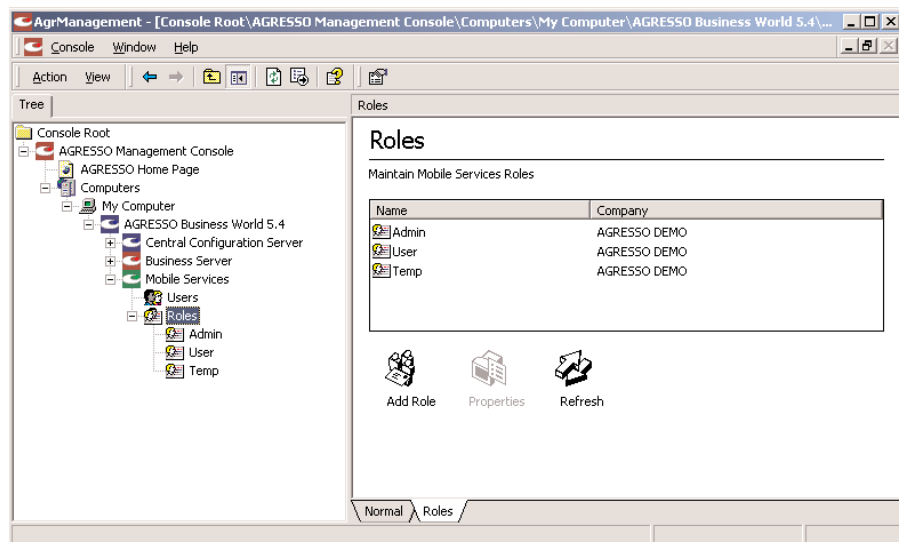 AgrManagement - [Console Root\AGRESSO Management Console\Computers\My Computer\AGRESSO Business World 5.4\...
Console Window Help
Action View
Tree
Roles
Console Root
AGRESSO Management Console
AGRESSO Home Page
Computers
My Computer
AGRESSO Business World 5.4
Central Configuration Server
Business Server
Mobile Services
Users
Roles
Admin
User
Temp
Roles
Maintain Mobile Services Roles
Name Company
Admin AGRESSO DEMO
User AGRESSO DEMO
Temp AGRESSO DEMO
Add Role Properties Refresh
Normal Roles